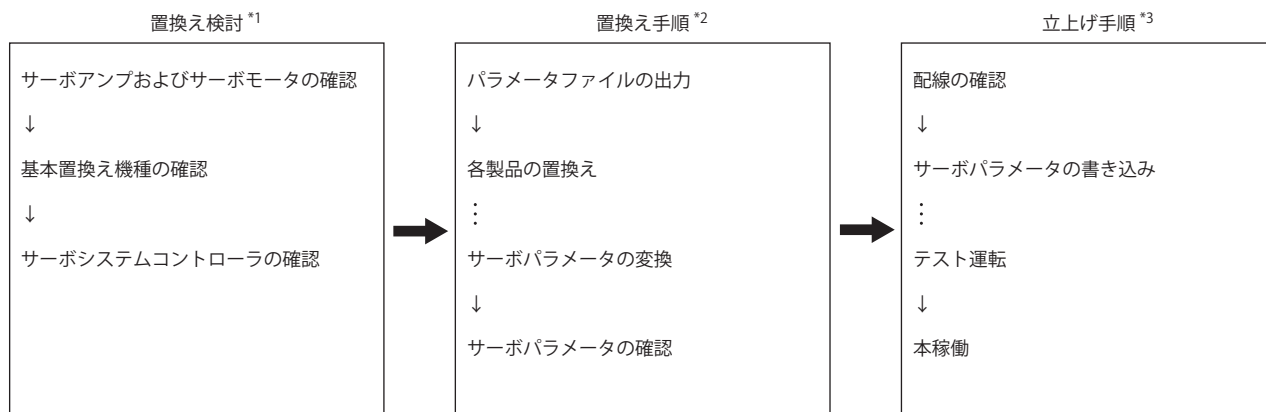 置換え検討 *1
サーボアンプおよびサーボモータの確認
↓
基本置換え機種の確認
↓
サーボシステムコントローラの確認
置換え手順 *2
パラメータファイルの出力
↓
各製品の置換え
⋮
サーボパラメータの変換
↓
サーボパラメータの確認
立上げ手順 *3
配線の確認
↓
サーボパラメータの書き込み
⋮
テスト運転
↓
本稼働